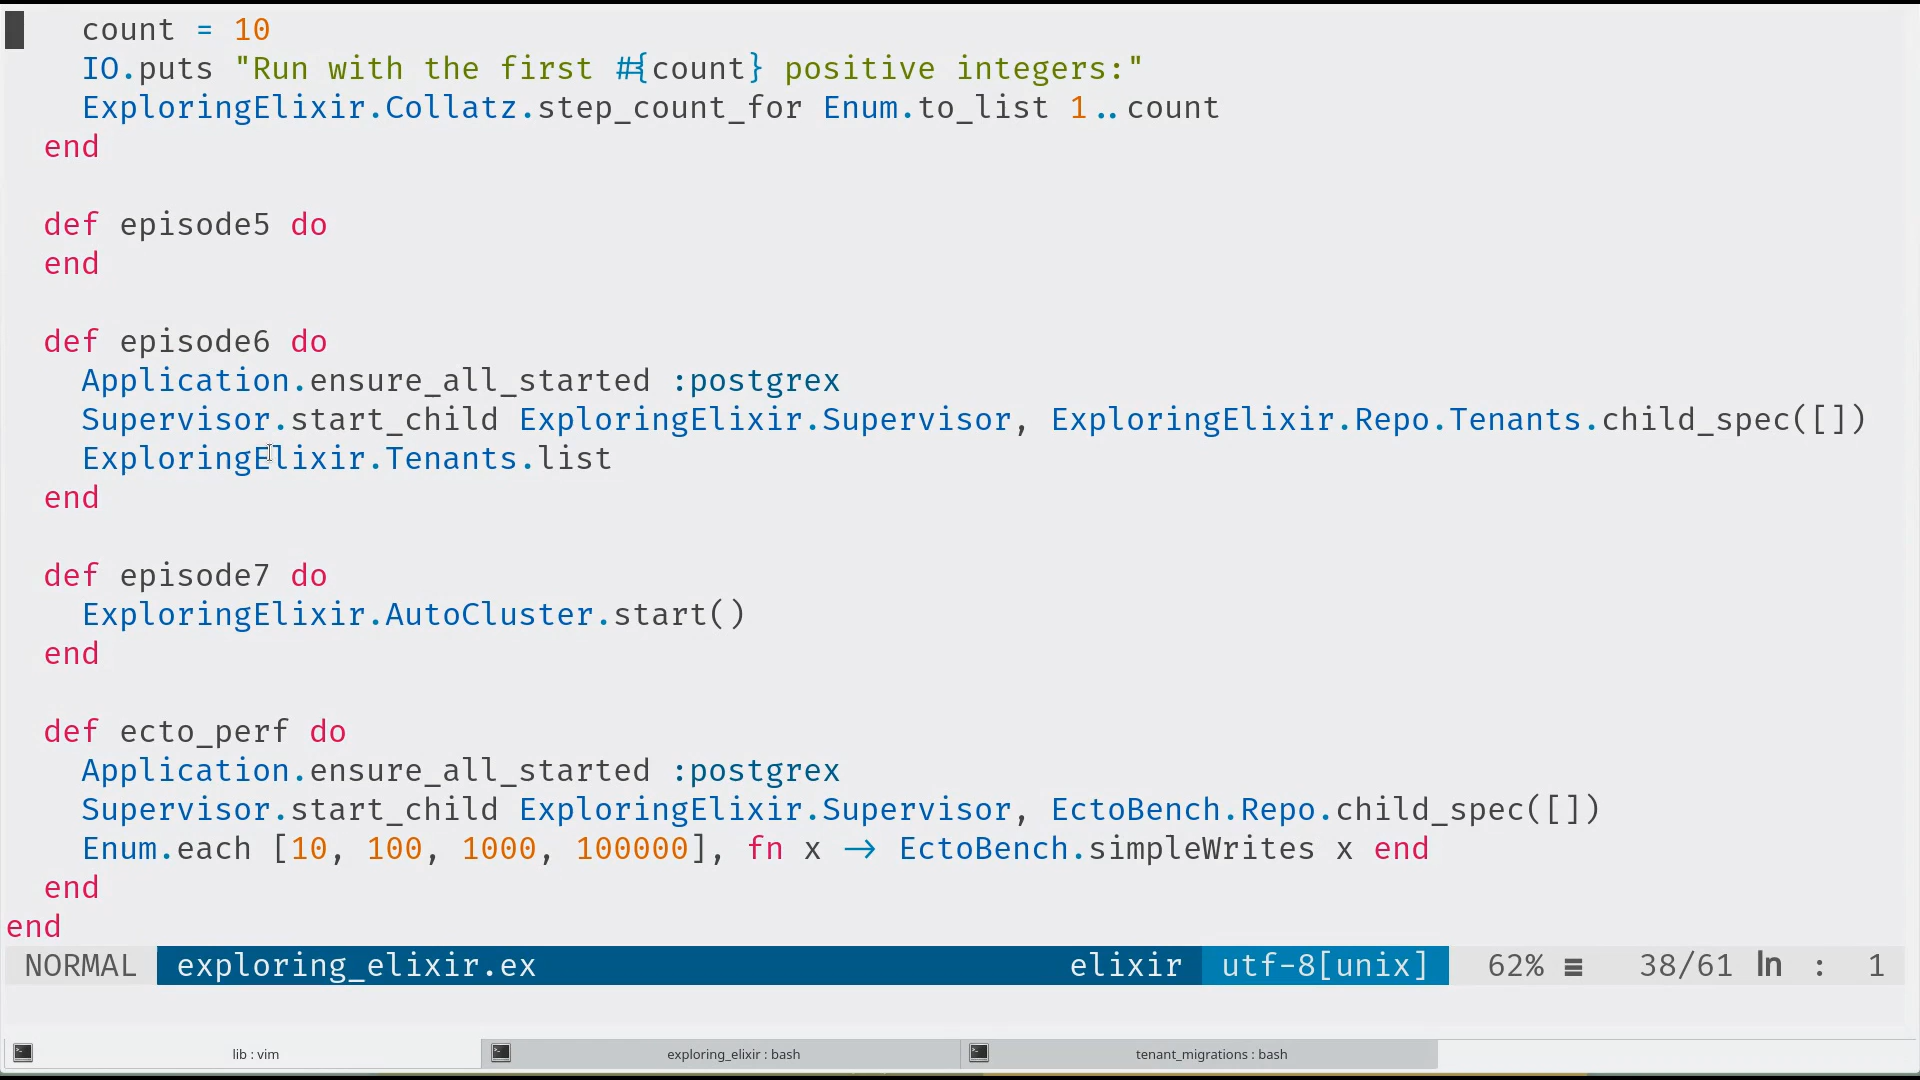 count = 10
    IO.puts "Run with the first #{count} positive integers:"
    ExploringElixir.Collatz.step_count_for Enum.to_list 1..count
  end

  def episode5 do
  end

  def episode6 do
    Application.ensure_all_started :postgrex
    Supervisor.start_child ExploringElixir.Supervisor, ExploringElixir.Repo.Tenants.child_spec([])
    ExploringElixir.Tenants.list
  end

  def episode7 do
    ExploringElixir.AutoCluster.start()
  end

  def ecto_perf do
    Application.ensure_all_started :postgrex
    Supervisor.start_child ExploringElixir.Supervisor, EctoBench.Repo.child_spec([])
    Enum.each [10, 100, 1000, 100000], fn x -> EctoBench.simpleWrites x end
  end
end
NORMAL exploring_elixir.ex elixir utf-8[unix] 62% ≡ 38/61 ln : 1
lib : vim exploring_elixir : bash tenant_migrations : bash